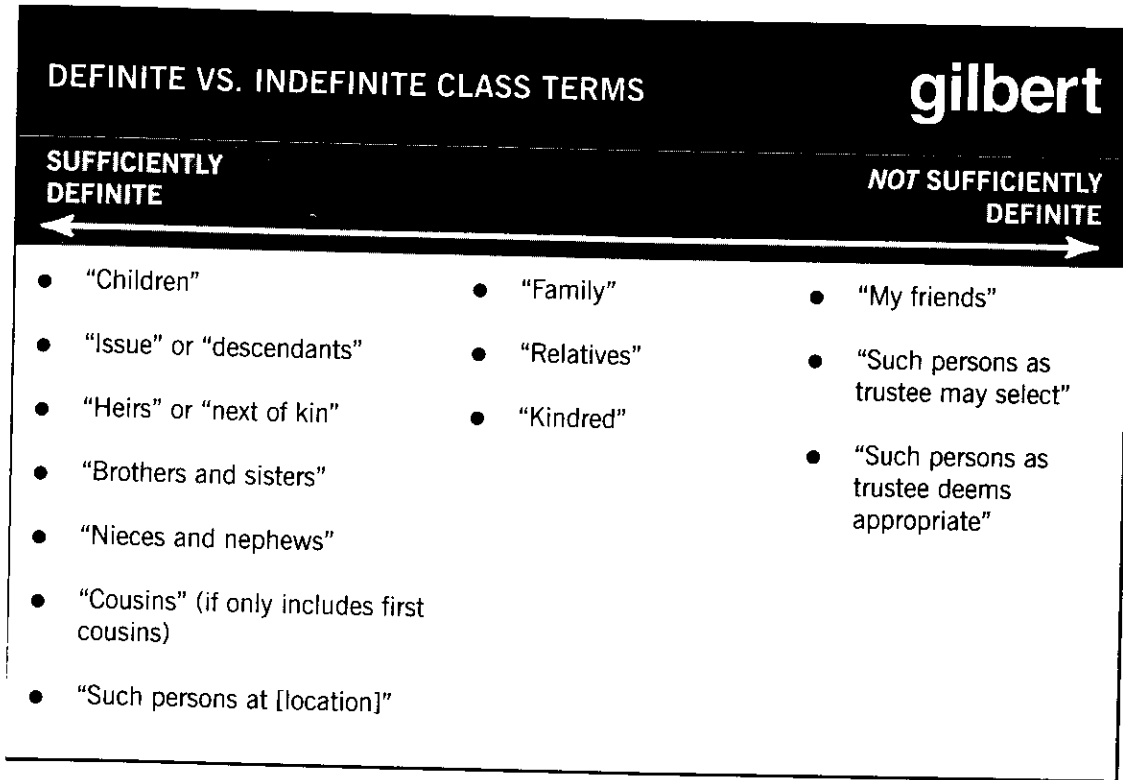 DEFINITE VS. INDEFINITE CLASS TERMS
gilbert
SUFFICIENTLY
DEFINITE
NOT SUFFICIENTLY
DEFINITE
● “Children”
● “Issue” or “descendants”
● “Heirs” or “next of kin”
● “Brothers and sisters”
● “Nieces and nephews”
● “Cousins” (if only includes first
cousins)
● “Such persons at [location]”
● “Family”
● “Relatives”
● “Kindred”
● “My friends”
● “Such persons as
trustee may select”
● “Such persons as
trustee deems
appropriate”